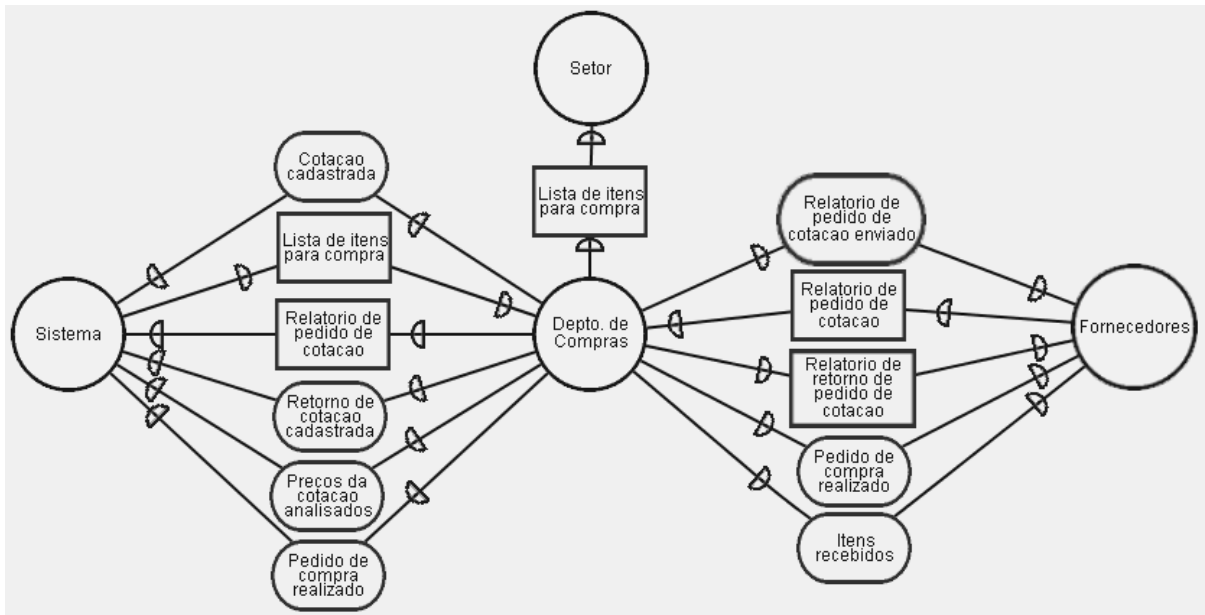 Setor
Lista de itens
para compra
Cotacao
cadastrada
Lista de itens
para compra
Relatorio de
pedido de
cotacao
Retorno de
cotacao
cadastrada
Precos da
cotacao
analisados
Pedido de
compra
realizado
Sistema
Depto. de
Compras
Relatorio de
pedido de
cotacao enviado
Relatorio de
pedido de
cotacao
Relatorio de
retorno de
pedido de
cotacao
Pedido de
compra
realizado
Itens
recebidos
Fornecedores